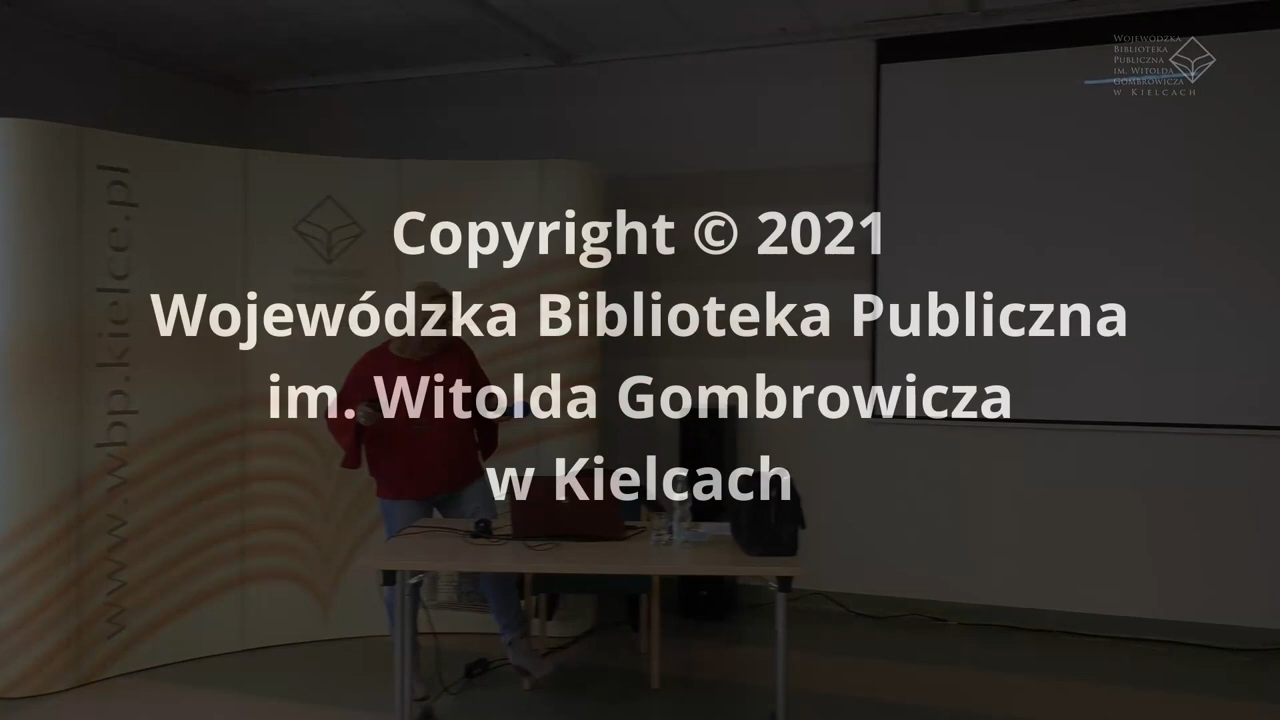 Wojewódzka
Biblioteka
Publiczna
im. Witolda
Gombrowicza
w Kielcach
www.wbp.kielce.pl
Copyright © 2021
Wojewódzka Biblioteka Publiczna
im. Witolda Gombrowicza
w Kielcach